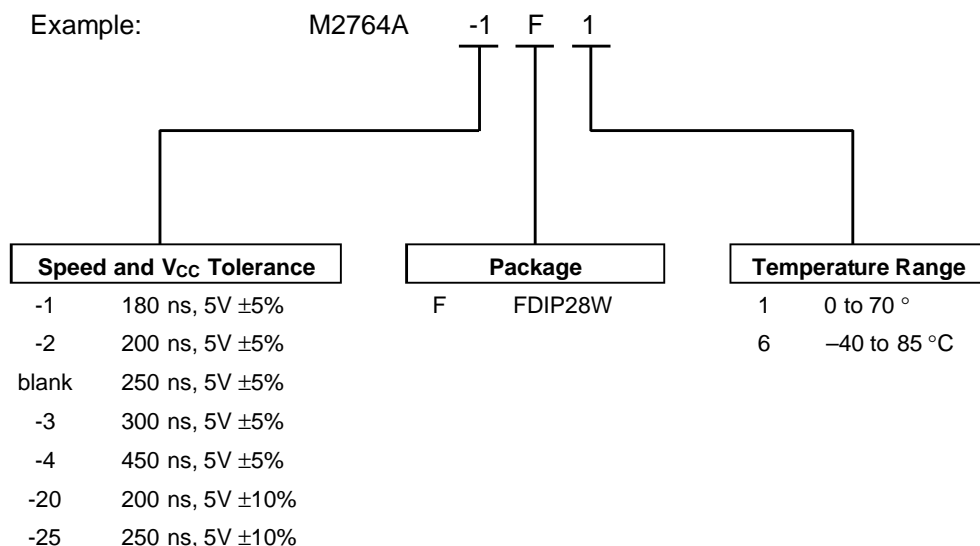 Example: M2764A -1 F 1
Speed and VCC Tolerance
-1 180 ns, 5V ±5%
-2 200 ns, 5V ±5%
blank 250 ns, 5V ±5%
-3 300 ns, 5V ±5%
-4 450 ns, 5V ±5%
-20 200 ns, 5V ±10%
-25 250 ns, 5V ±10%
Package
F FDIP28W
Temperature Range
1 0 to 70 °
6 –40 to 85 °C